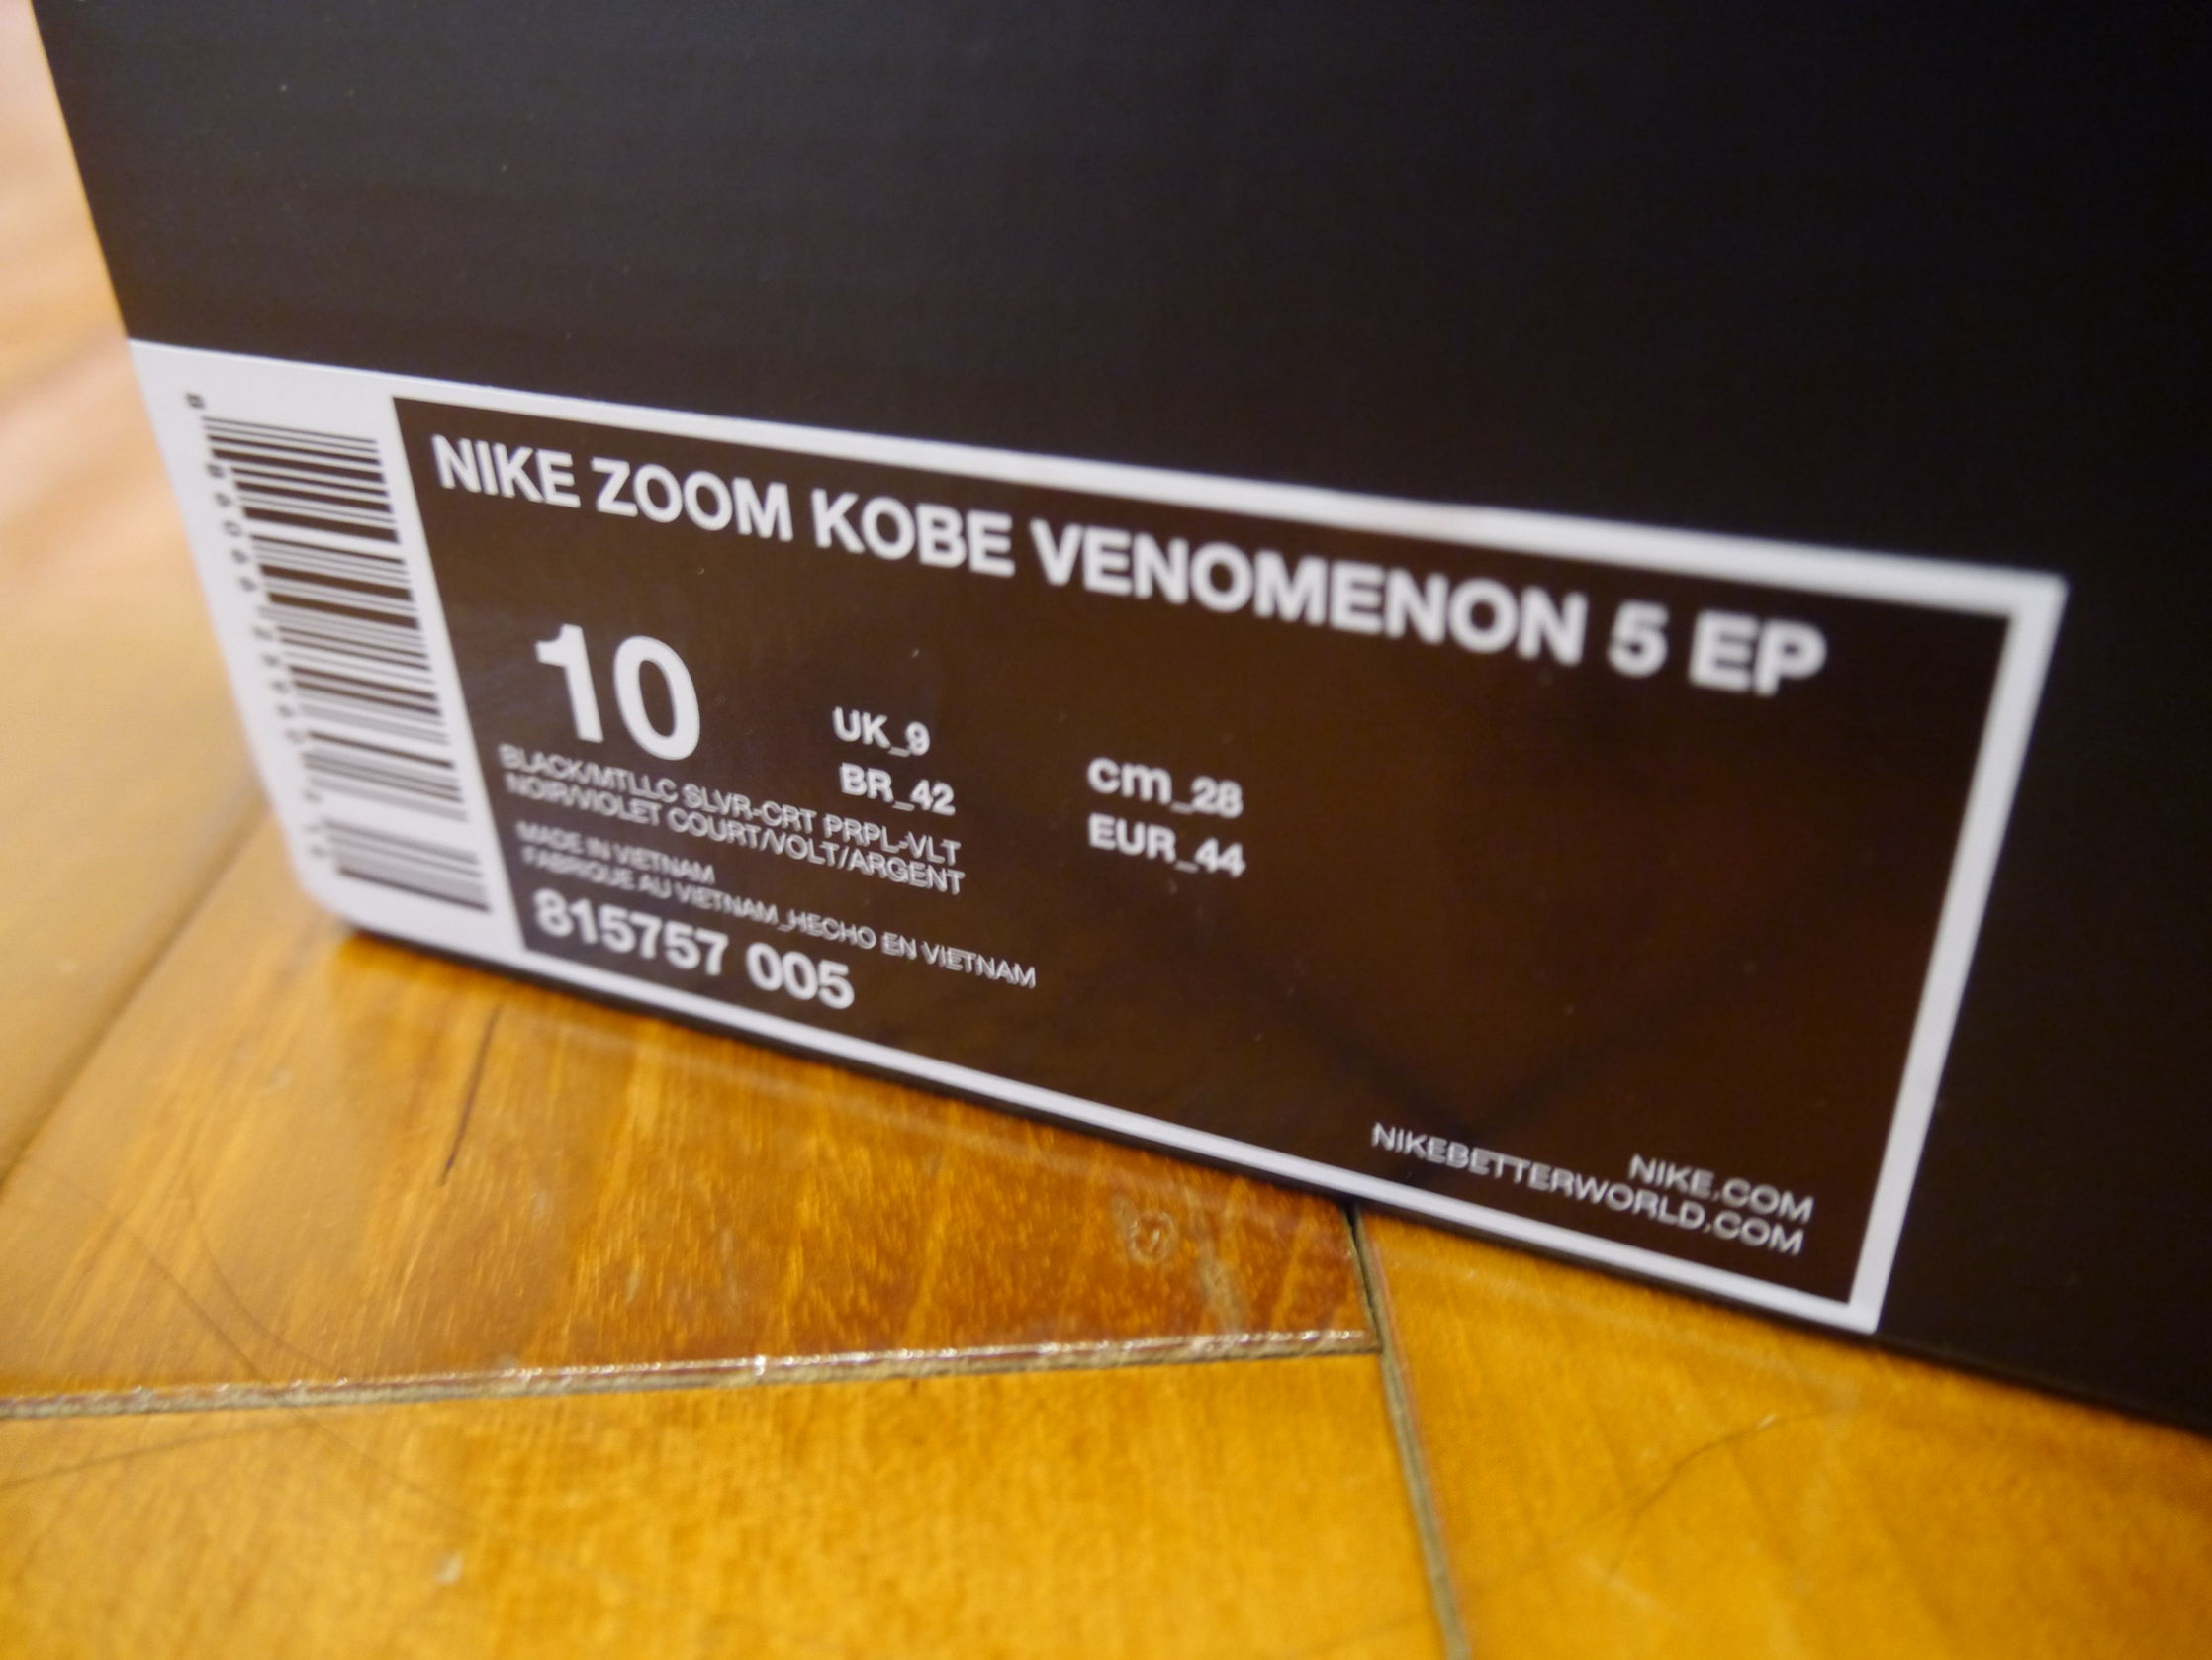 NIKE ZOOM KOBE VENOMENON 5 EP
10
UK_9
BR_42
cm_28
EUR_44
BLACK/MTLLC SLVR-CRT PRPL-VLT
NOIR/VIOLET COURT/VOLT/ARGENT
MADE IN VIETNAM
FABRIQUE AU VIETNAM_HECHO EN VIETNAM
815757 005
NIKE.COM
NIKEBETTERWORLD.COM